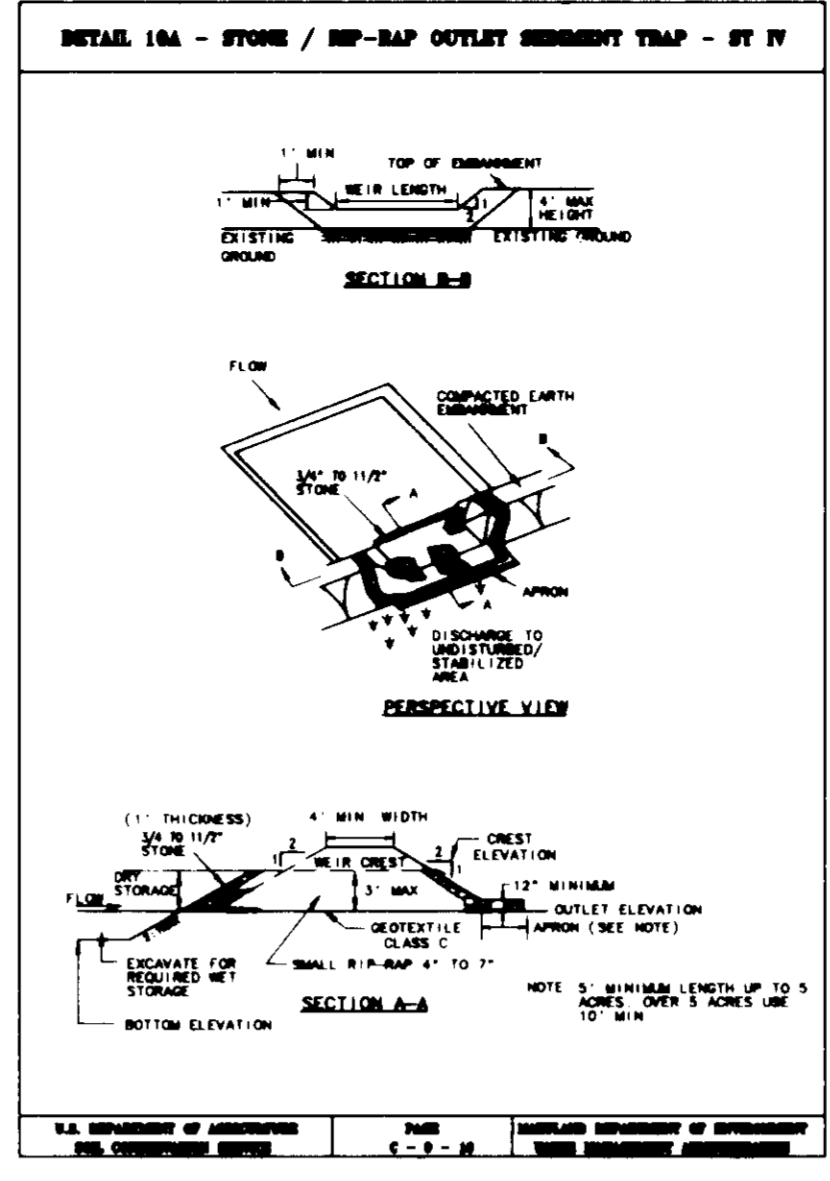 DETAIL 10A - STONE / RIP-RAP OUTLET SEDIMENT TRAP - ST IV
1' MIN
TOP OF EMBANKMENT
WEIR LENGTH
1' MIN
1
2
4' MAX
HEIGHT
EXISTING
GROUND
EXISTING GROUND
SECTION B-B
FLOW
COMPACTED EARTH
EMBANKMENT
B
3/4" TO 11/2"
STONE
A
B
APRON
A
DISCHARGE TO
UNDISTURBED/
STABILIZED
AREA
PERSPECTIVE VIEW
(1' THICKNESS)
3/4 TO 11/2"
STONE
4' MIN WIDTH
2
1
2
1
CREST
ELEVATION
WEIR CREST
DRY
STORAGE
FLOW
3' MAX
12" MINIMUM
OUTLET ELEVATION
GEOTEXTILE
CLASS C
APRON (SEE NOTE)
EXCAVATE FOR
REQUIRED WET
STORAGE
SMALL RIP-RAP 4" TO 7"
SECTION A-A
BOTTOM ELEVATION
NOTE 5' MINIMUM LENGTH UP TO 5
ACRES. OVER 5 ACRES USE
10' MIN
U.S. DEPARTMENT OF AGRICULTURE
SOIL CONSERVATION SERVICE
PAGE
C - 9 - 10
MARYLAND DEPARTMENT OF ENVIRONMENT
WATER MANAGEMENT ADMINISTRATION